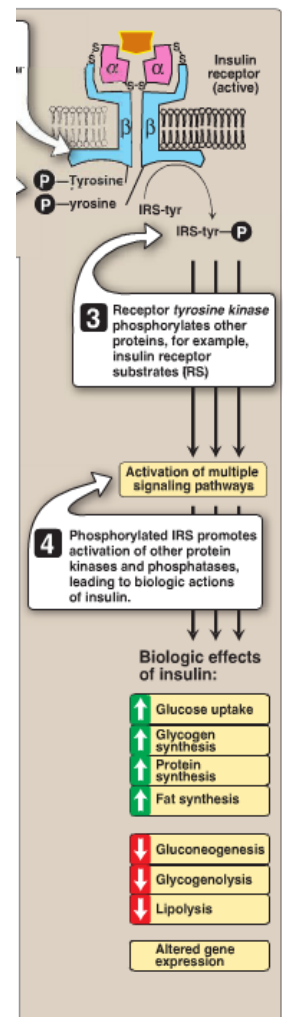 S
S
S
S
α
α
S-S
Insulin
receptor
(active)
β
β
P—Tyrosine
P—yrosine
IRS-tyr
IRS-tyr—P
3
Receptor tyrosine kinase
phosphorylates other
proteins, for example,
insulin receptor
substrates (RS)
Activation of multiple
signaling pathways
4
Phosphorylated IRS promotes
activation of other protein
kinases and phosphatases,
leading to biologic actions
of insulin.
Biologic effects
of insulin:
Glucose uptake
Glycogen
synthesis
Protein
synthesis
Fat synthesis
Gluconeogenesis
Glycogenolysis
Lipolysis
Altered gene
expression